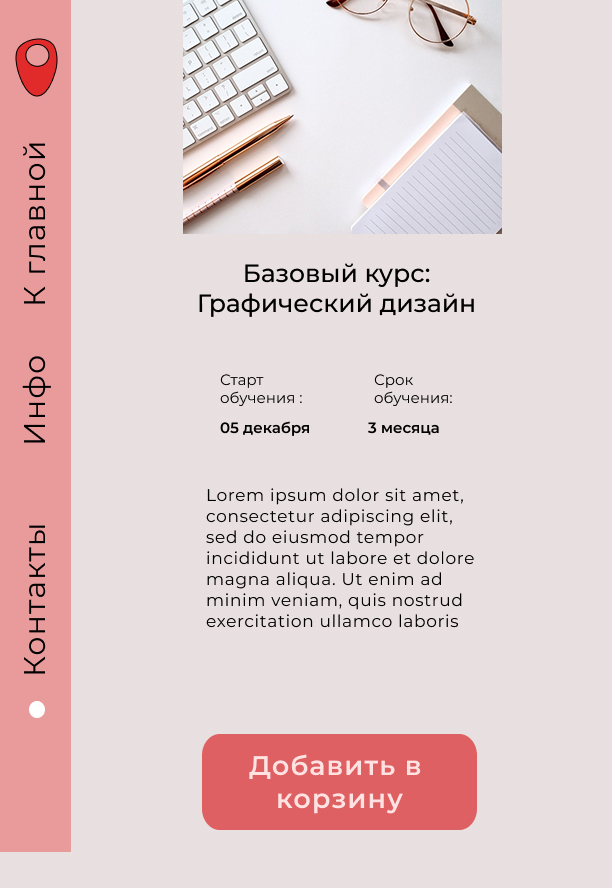 К главной
Инфо
Контакты
Базовый курс:
Графический дизайн
Старт
обучения :
05 декабря
Срок
обучения:
3 месяца
Lorem ipsum dolor sit amet,
consectetur adipiscing elit,
sed do eiusmod tempor
incididunt ut labore et dolore
magna aliqua. Ut enim ad
minim veniam, quis nostrud
exercitation ullamco laboris
Добавить в
корзину